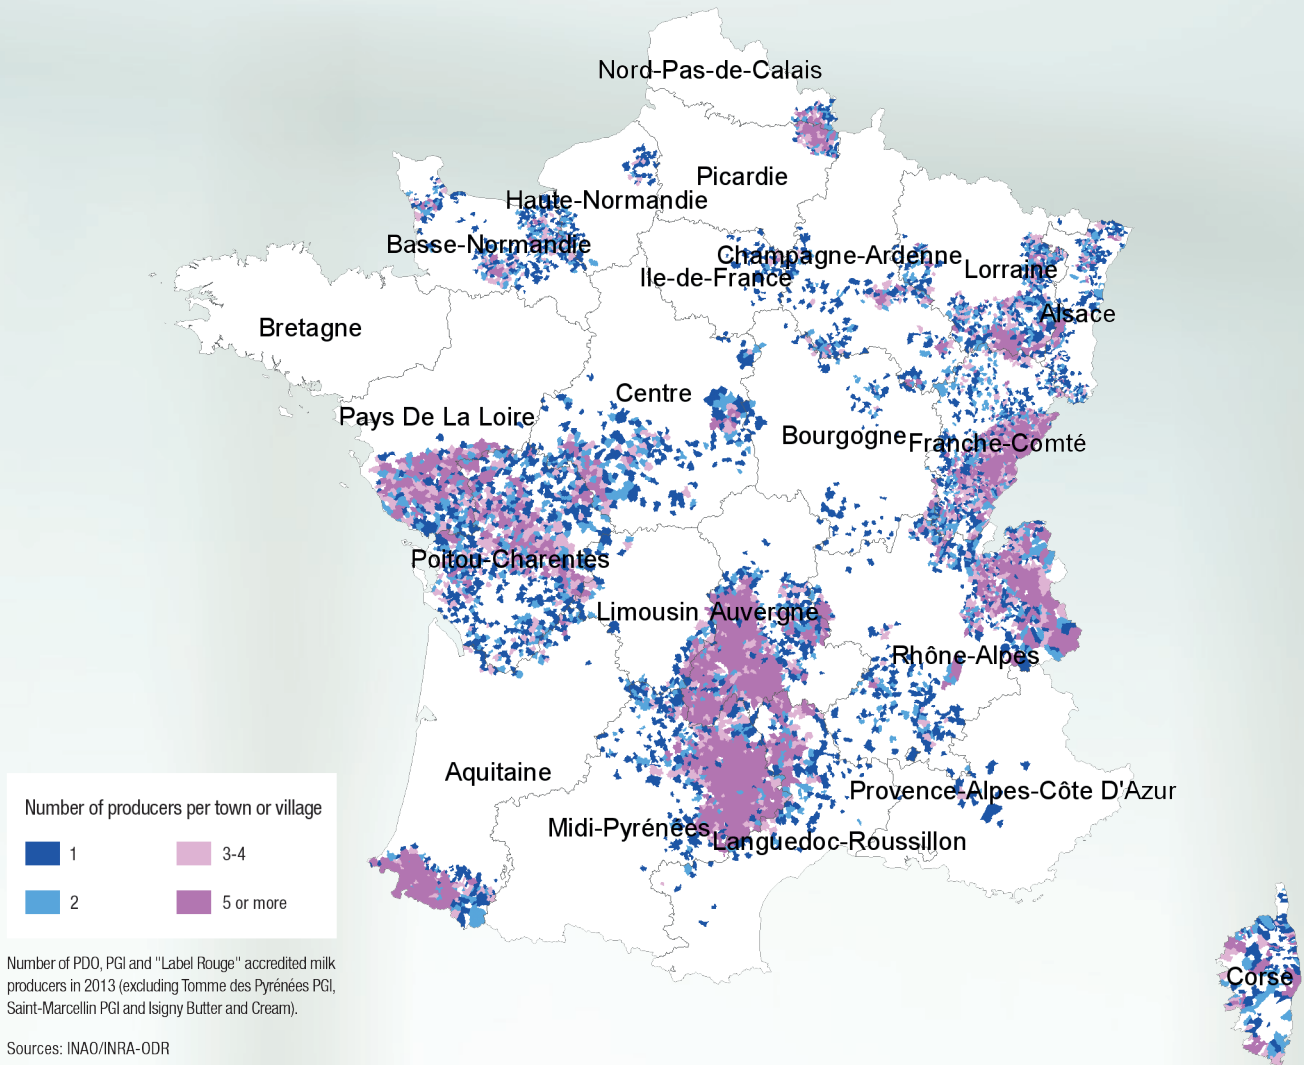 Nord-Pas-de-Calais
Picardie
Haute-Normandie
Basse-Normandie
Champagne-Ardenne
Ile-de-France
Lorraine
Alsace
Bretagne
Centre
Pays De La Loire
Bourgogne
Franche-Comté
Poitou-Charentes
Limousin
Auvergne
Rhône-Alpes
Aquitaine
Provence-Alpes-Côte D'Azur
Midi-Pyrénées
Languedoc-Roussillon
Corse
Number of producers per town or village
1
3-4
2
5 or more
Number of PDO, PGI and "Label Rouge" accredited milk
producers in 2013 (excluding Tomme des Pyrénées PGI,
Saint-Marcellin PGI and Isigny Butter and Cream).
Sources: INAO/INRA-ODR